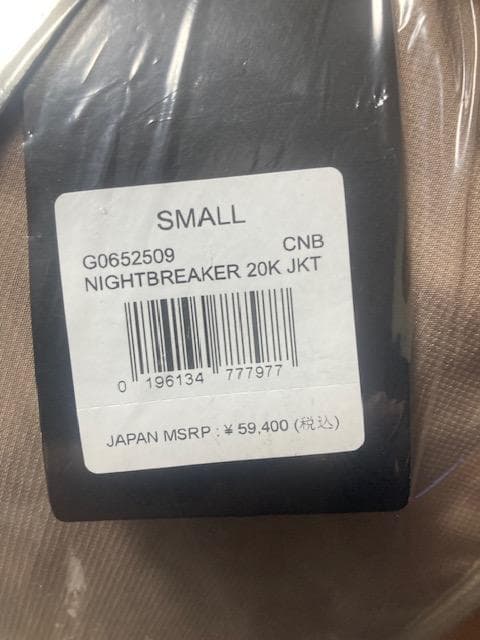 SMALL
G0652509 CNB
NIGHTBREAKER 20K JKT
0 196134 777977
JAPAN MSRP : ¥ 59,400 (税込)